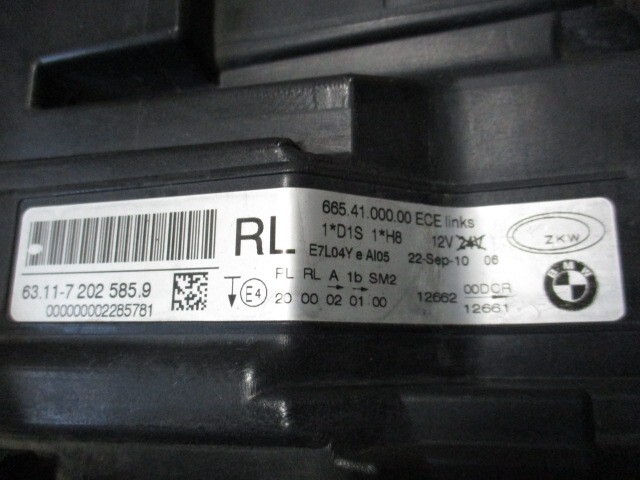 RL
665.41.000.00 ECE links
1*D1S 1*H8 12V 24V
E7L04Y e AI05 22-Sep-10 06
ZKW
63.11-7 202 585.9
000000002285781
E4
FL RL A 1b SM2
20 00 02 01 00
00DCR
12662
12661
BMW